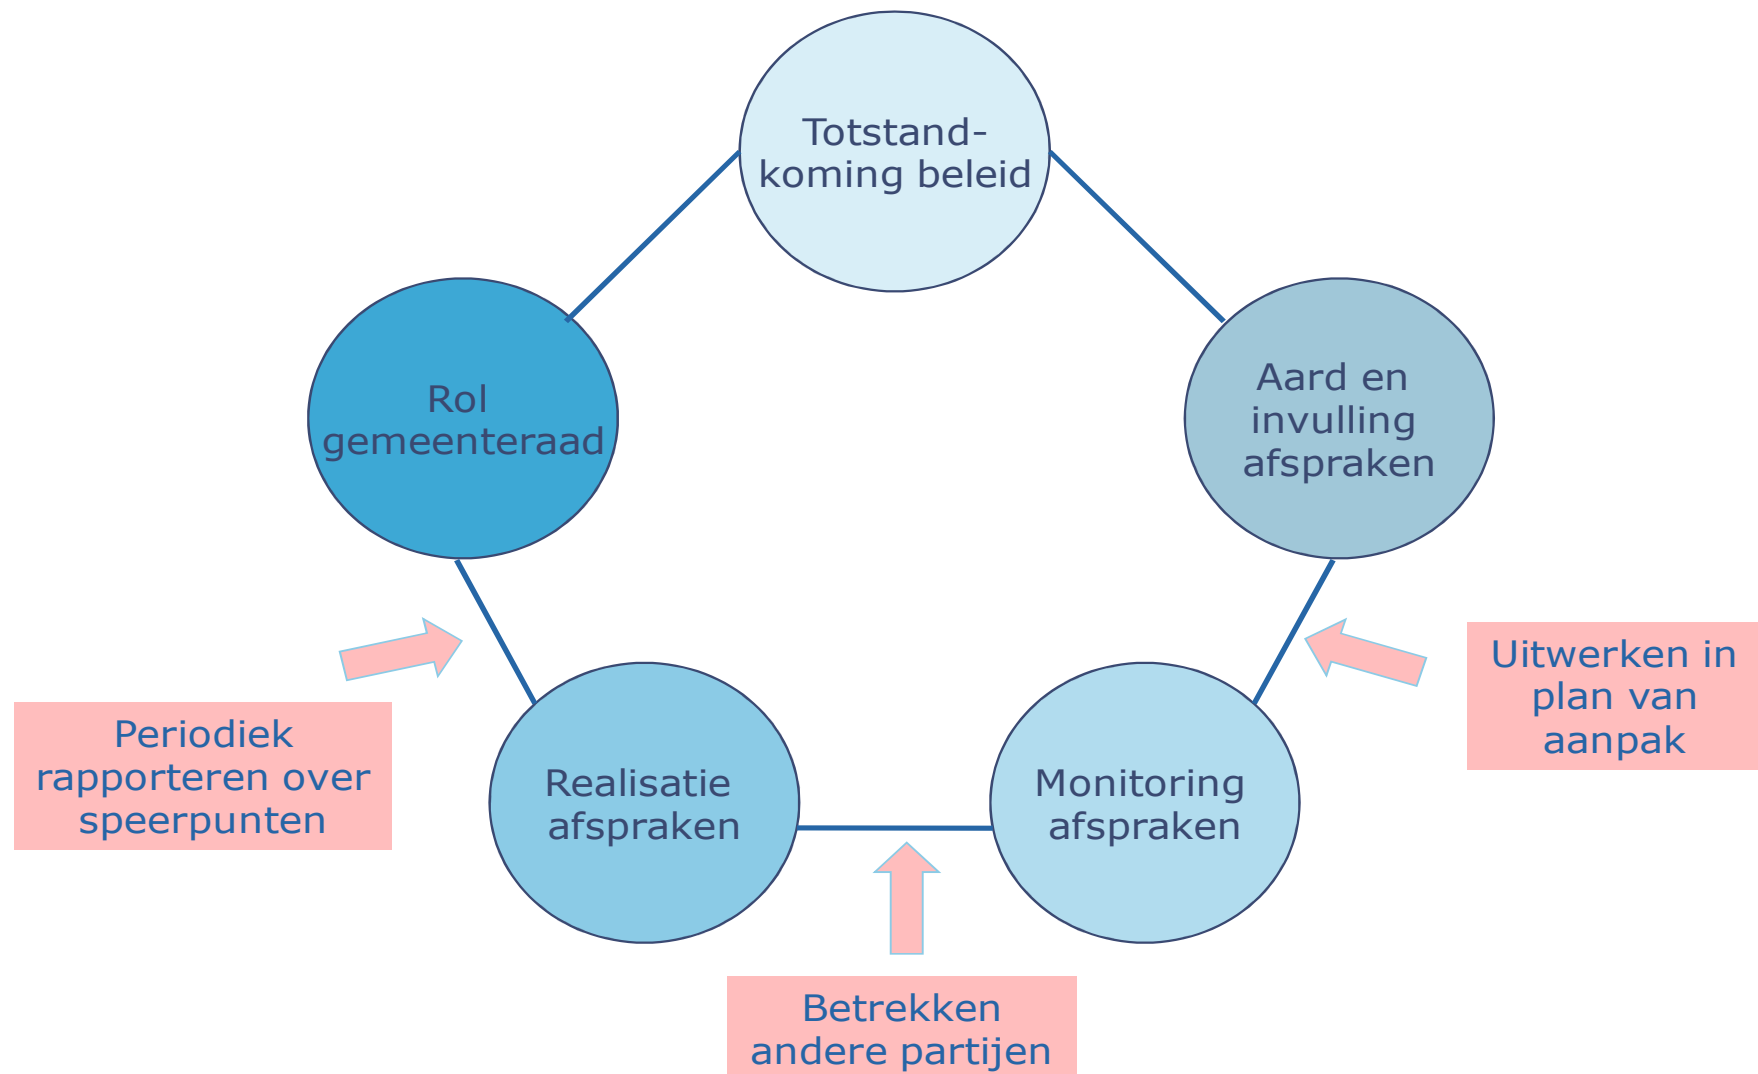 Totstand-
koming beleid
Rol
gemeenteraad
Aard en
invulling
afspraken
Uitwerken in
plan van
aanpak
Periodiek
rapporteren over
speerpunten
Realisatie
afspraken
Monitoring
afspraken
Betrekken
andere partijen